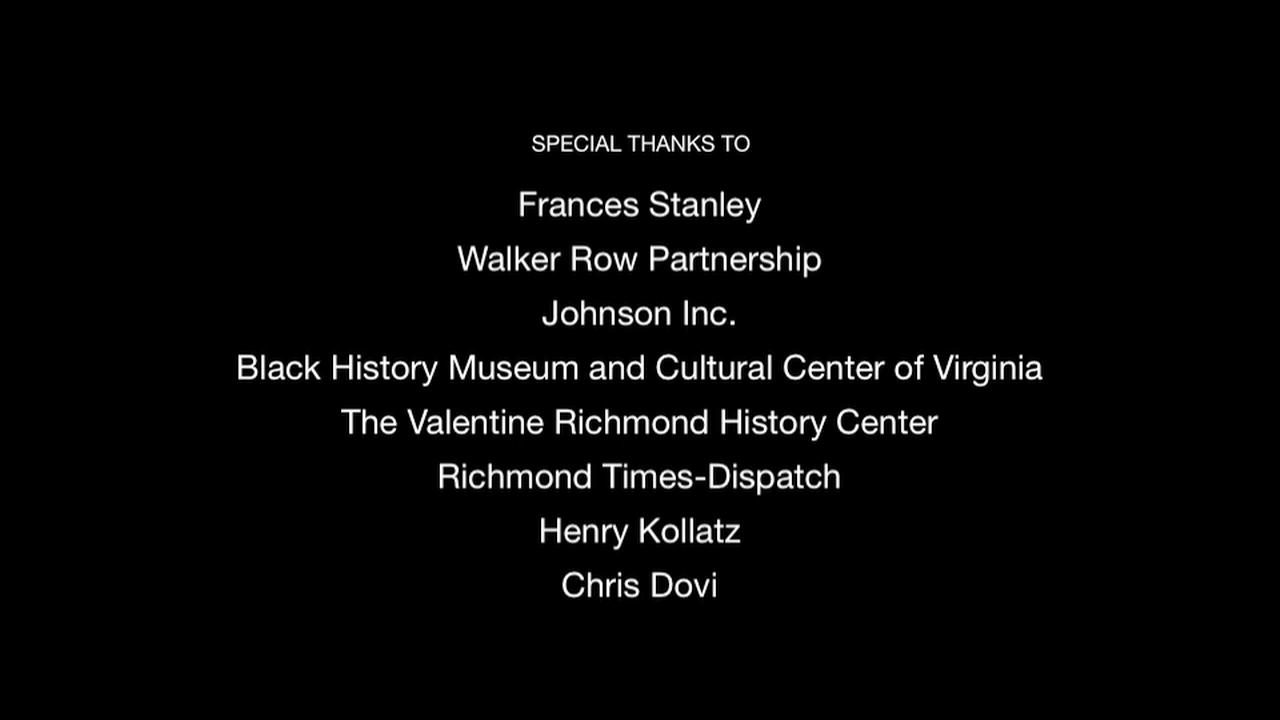 SPECIAL THANKS TO
Frances Stanley
Walker Row Partnership
Johnson Inc.
Black History Museum and Cultural Center of Virginia
The Valentine Richmond History Center
Richmond Times-Dispatch
Henry Kollatz
Chris Dovi